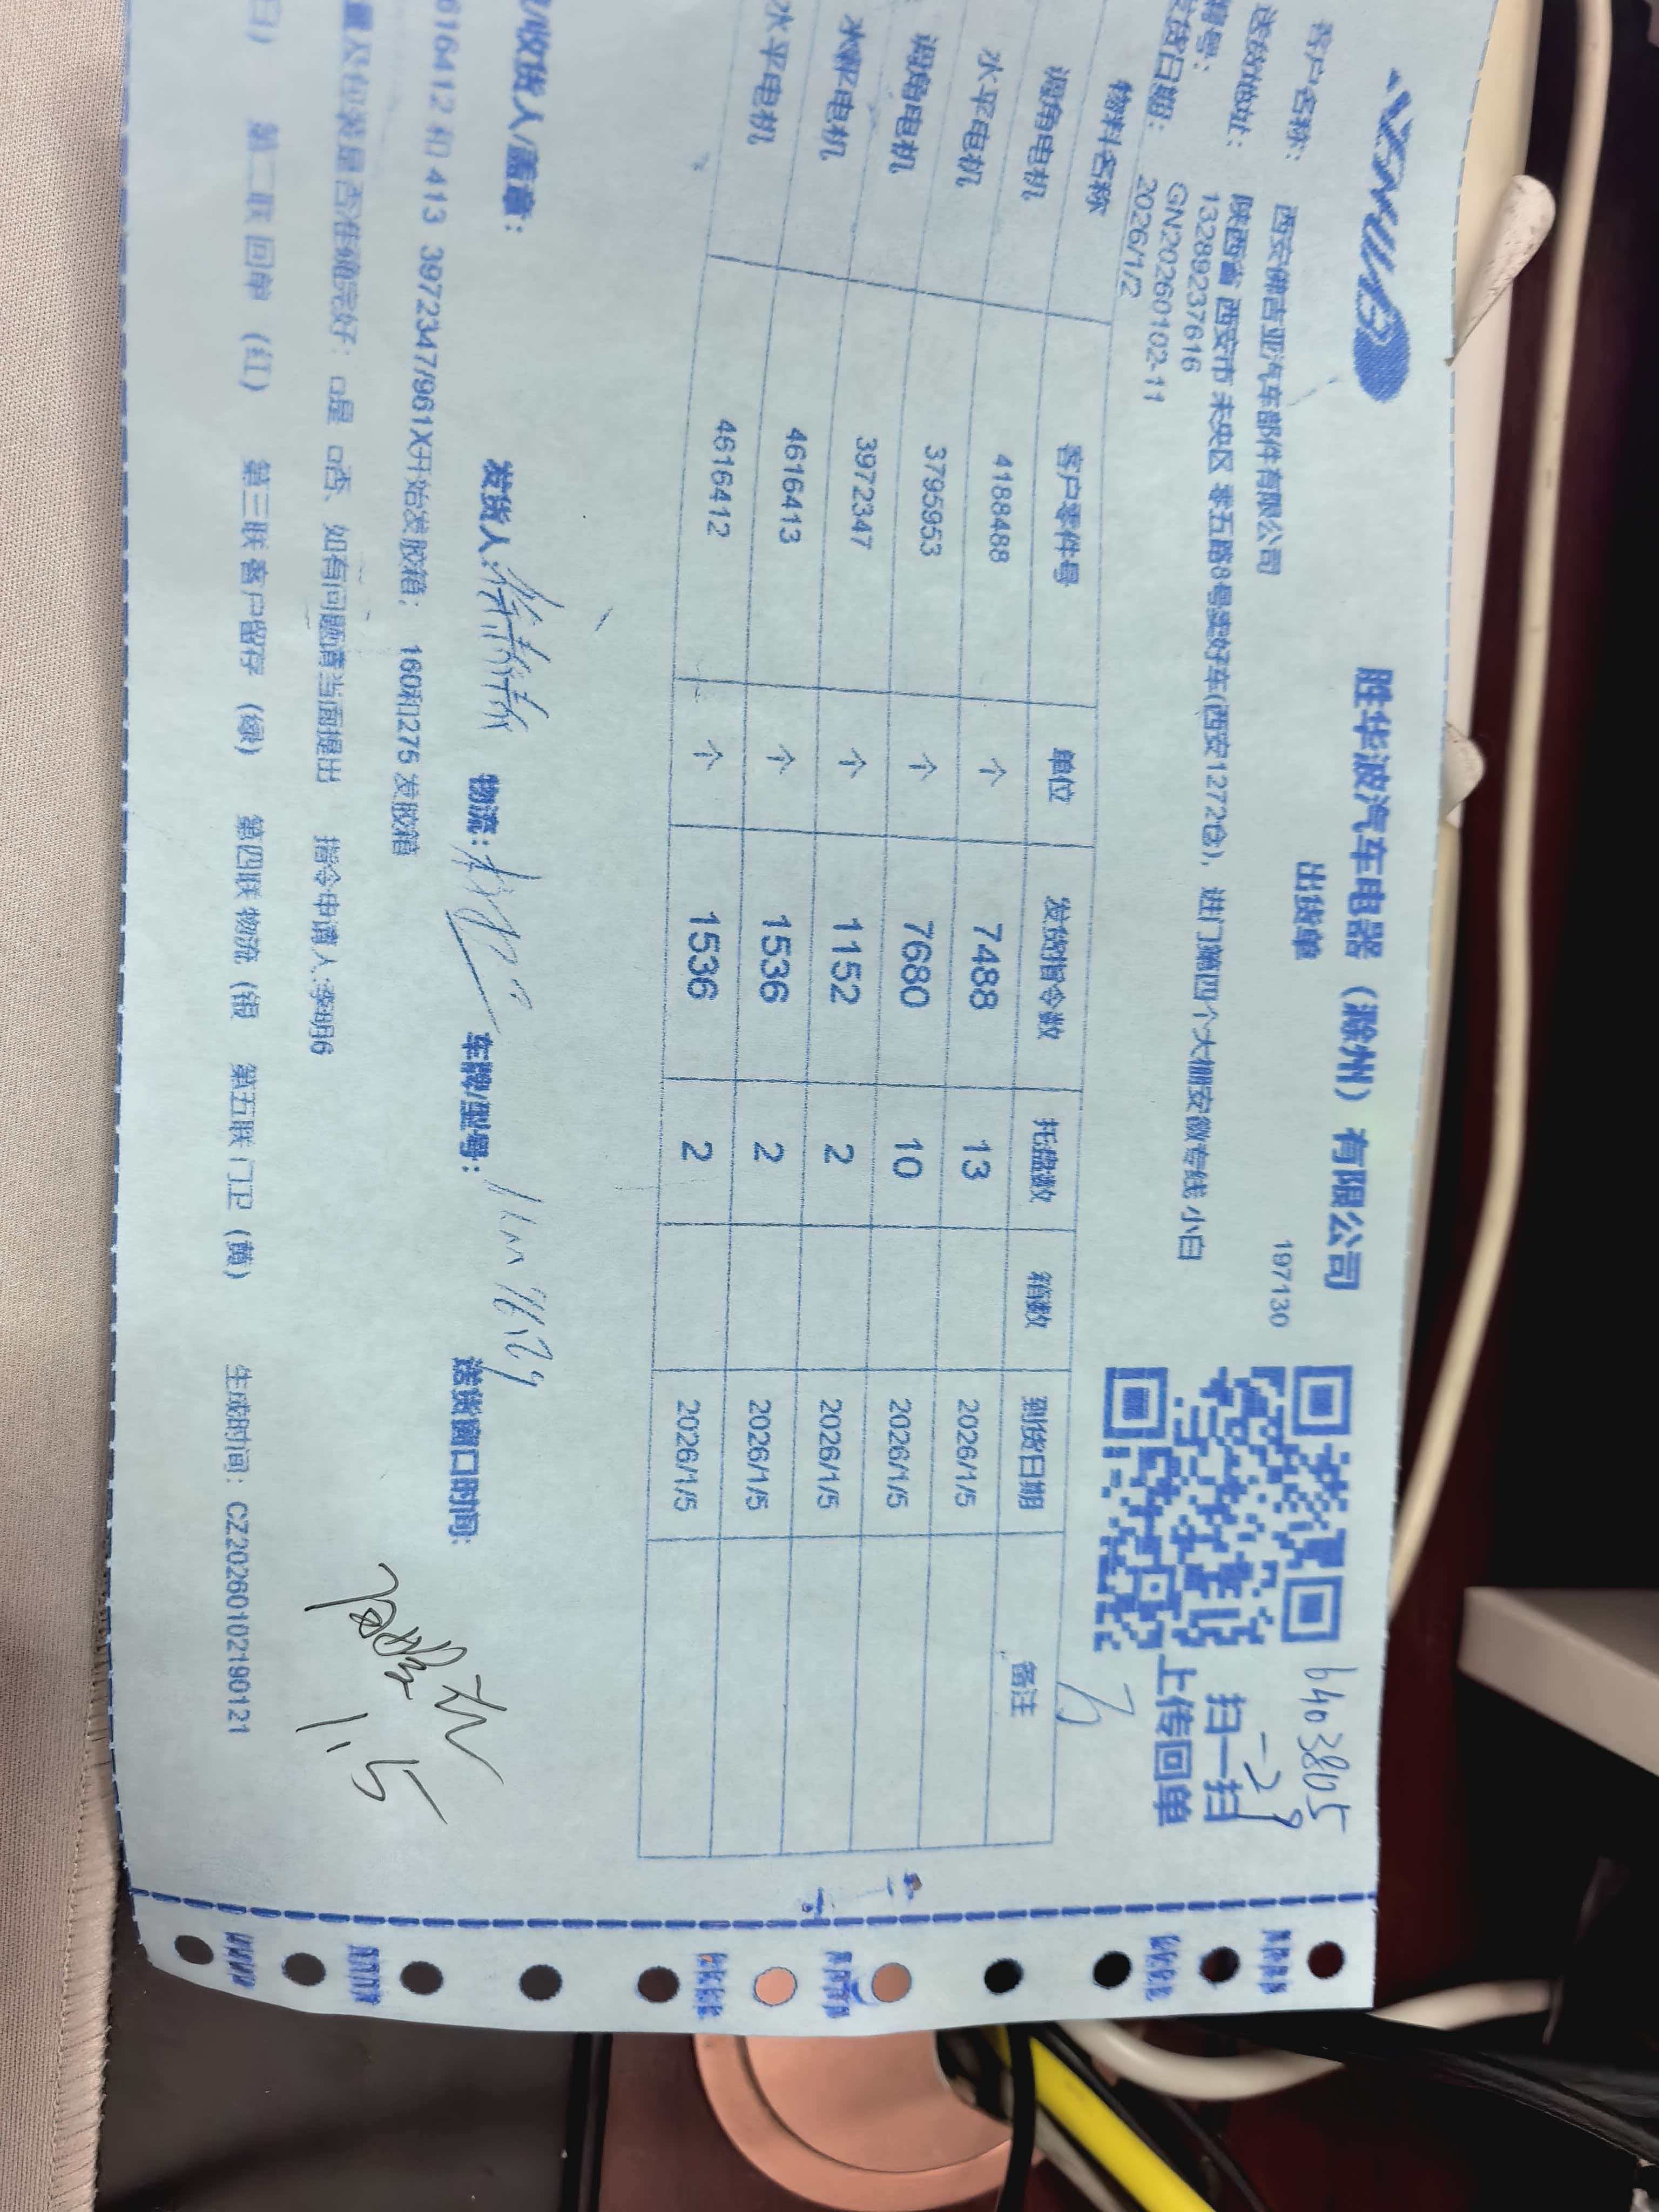 胜华波汽车电器（滁州）有限公司
出货单
197130
6403805
-29
扫一扫
上传回单
客户名称： 西安佛吉亚汽车部件有限公司
送货地址： 陕西省 西安市 未央区 零五路8号宝好车(西安1272仓)，进门第四个大棚安徽专线 小白
13289237616
编号： GN20260102-11
发货日期： 2026/1/2
物料名称 客户零件号 单位 发货指令数 托盘数 箱数 到货日期 备注
调角电机 4188488 个 7488 13 2026/1/5
水平电机 3795953 个 7680 10 2026/1/5
调角电机 3972347 个 1152 2 2026/1/5
水平电机 4616413 个 1536 2 2026/1/5
水平电机 4616412 个 1536 2 2026/1/5
/收货人/盖章： 发货人： 物流： 车牌/型号： 送货窗口时间:
616412 和 413 3972347/961X开始发胶箱； 160和275 发胶箱
量及包装是否准确完好：□是 □否、如有问题请当面提出 指令申请人:李明6
1.5
白） 第二联 回单 （红） 第三联 客户留存 （绿） 第四联 物流 （银 第五联 门卫 （黄） 生成时间：CZ20260102190121